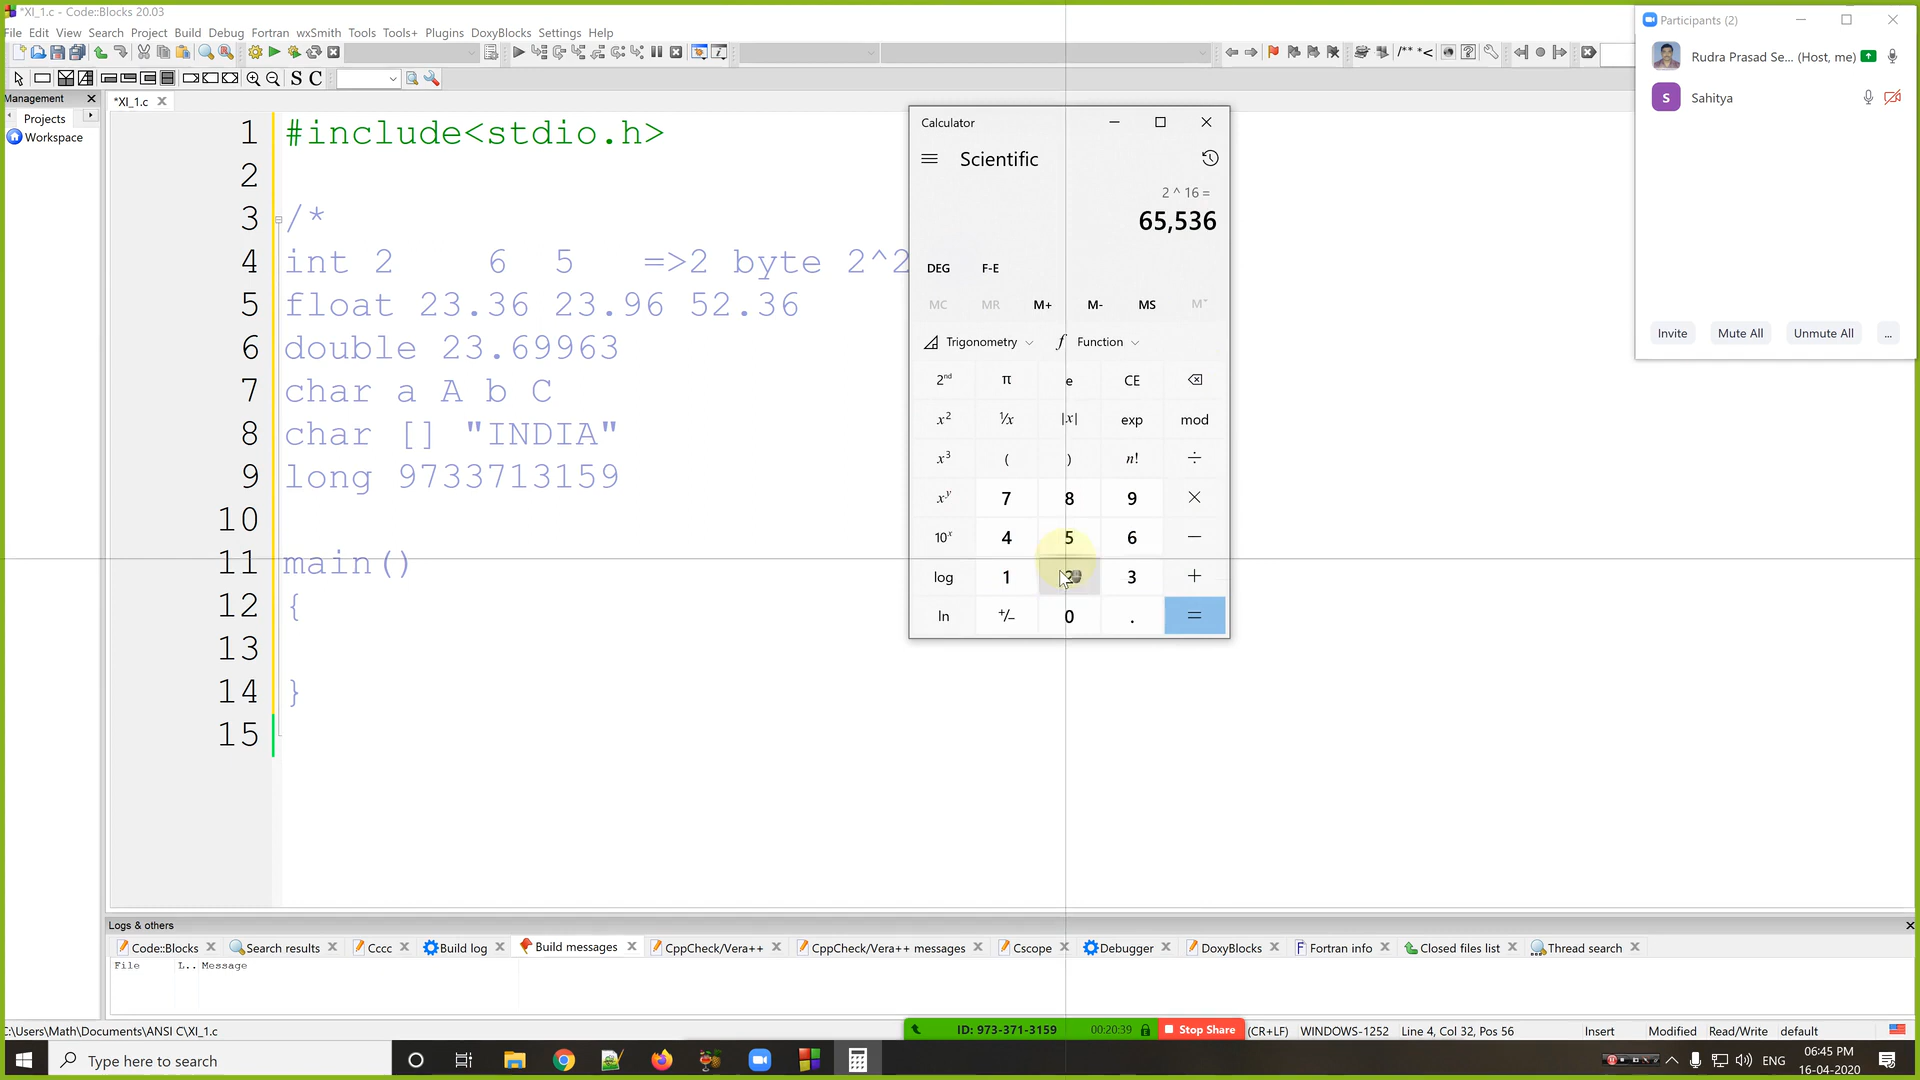 *XI_1.c - Code::Blocks 20.03
File Edit View Search Project Build Debug Fortran wxSmith Tools Tools+ Plugins DoxyBlocks Settings Help
S C
Management
Projects
Workspace
*XI_1.c
1 #include<stdio.h>
2
3 /*
4 int 2 6 5 =>2 byte 2^2
5 float 23.36 23.96 52.36
6 double 23.69963
7 char a A b C
8 char [] "INDIA"
9 long 9733713159
10
11 main()
12 {
13
14 }
15
Calculator
Scientific
2 ^ 16 =
65,536
DEG F-E
MC MR M+ M- MS M˅
Trigonometry Function
2nd π e CE
x² ¹/x |x| exp mod
x³ ( ) n! ÷
xʸ 7 8 9 ×
10ˣ 4 5 6 −
log 1 2 3 +
ln +/− 0 . =
Participants (2)
Rudra Prasad Se... (Host, me)
S Sahitya
Invite Mute All Unmute All ...
Logs & others
Code::Blocks Search results Cccc Build log Build messages CppCheck/Vera++ CppCheck/Vera++ messages Cscope Debugger DoxyBlocks Fortran info Closed files list Thread search
File L.. Message
C:\Users\Math\Documents\ANSI C\XI_1.c ID: 973-371-3159 00:20:39 Stop Share (CR+LF) WINDOWS-1252 Line 4, Col 32, Pos 56 Insert Modified Read/Write default
Type here to search
ENG
06:45 PM
16-04-2020